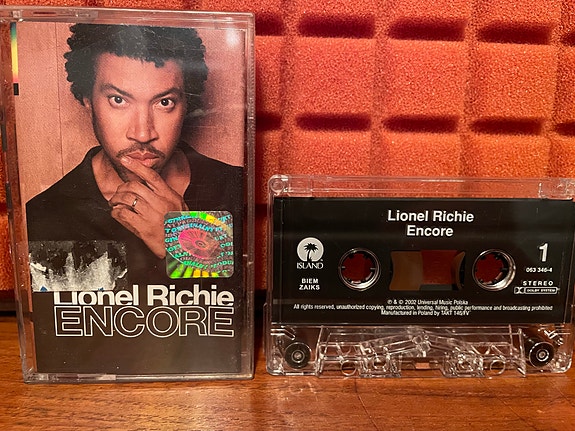 Lionel Richie
ENCORE
Lionel Richie
Encore
1
ISLAND
063 346-4
BIEM
ZAIKS
STEREO
DOLBY SYSTEM
℗ & © 2002 Universal Music Polska
All rights reserved, unauthorized copying, reproduction, lending, hiring, public performance and broadcasting prohibited
Manufactured in Poland by TAKT 140/TV